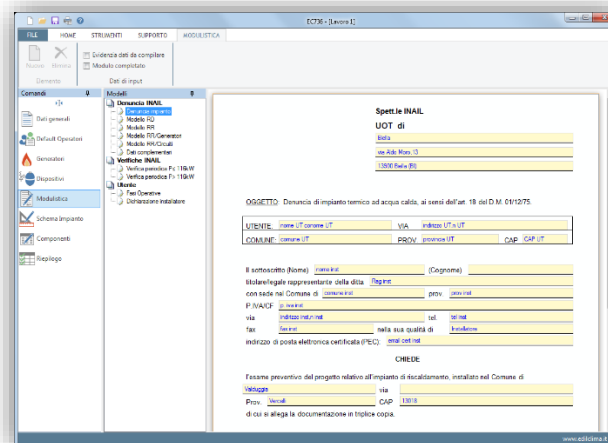 EC736 - [Lavoro 1]
FILE HOME STRUMENTI SUPPORTO MODULISTICA
Nuovo Elimina
Evidenzia dati da compilare
Modulo completato
Elemento Dati di input
Comandi
Dati generali
Default Operatori
Generatori
Dispositivi
Modulistica
Schema Impianto
Componenti
Riepilogo
Modelli
Denuncia INAIL
Denuncia impianto
Modello RD
Modello RR
Modello RR/Generatori
Modello RR/Circuiti
Dati complementari
Verifiche INAIL
Verifica periodica P< 116kW
Verifica periodica P> 116kW
Utente
Fasi Operative
Dichiarazione installatore
Spett.le INAIL
UOT di
Biella
via Aldo Moro, 13
13900 Biella (BI)
OGGETTO: Denuncia di impianto termico ad acqua calda, ai sensi dell'art. 18 del D.M. 01/12/75.
UTENTE: nome UT conome UT VIA indirizzo UT,n UT
COMUNE: comune UT PROV provincia UT CAP CAP UT
Il sottoscritto (Nome) nome inst (Cognome)
titolare/legale rappresentante della ditta Rag inst
con sede nel Comune di comune inst prov. prov inst
P.IVA/CF p. iva inst
via indirizzo inst,n inst tel. tel inst
fax fax inst nella sua qualità di Installatore
indirizzo di posta elettronica certificata (PEC): email cert inst
CHIEDE
l'esame preventivo del progetto relativo all'impianto di riscaldamento, installato nel Comune di
Valduggia via
Prov. Vercelli CAP 13018
di cui si allega la documentazione in triplice copia.
www.edilclima.it